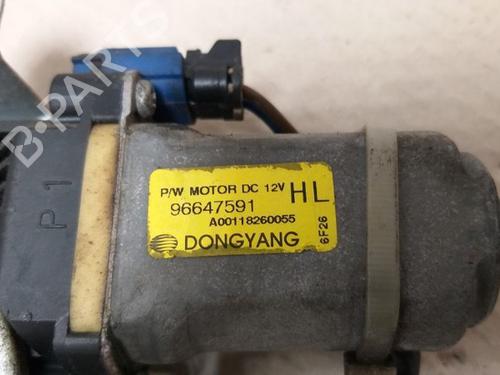 B-PARTS
P1
P/W MOTOR DC 12V HL
96647591
A00118260055
DONGYANG
6F26